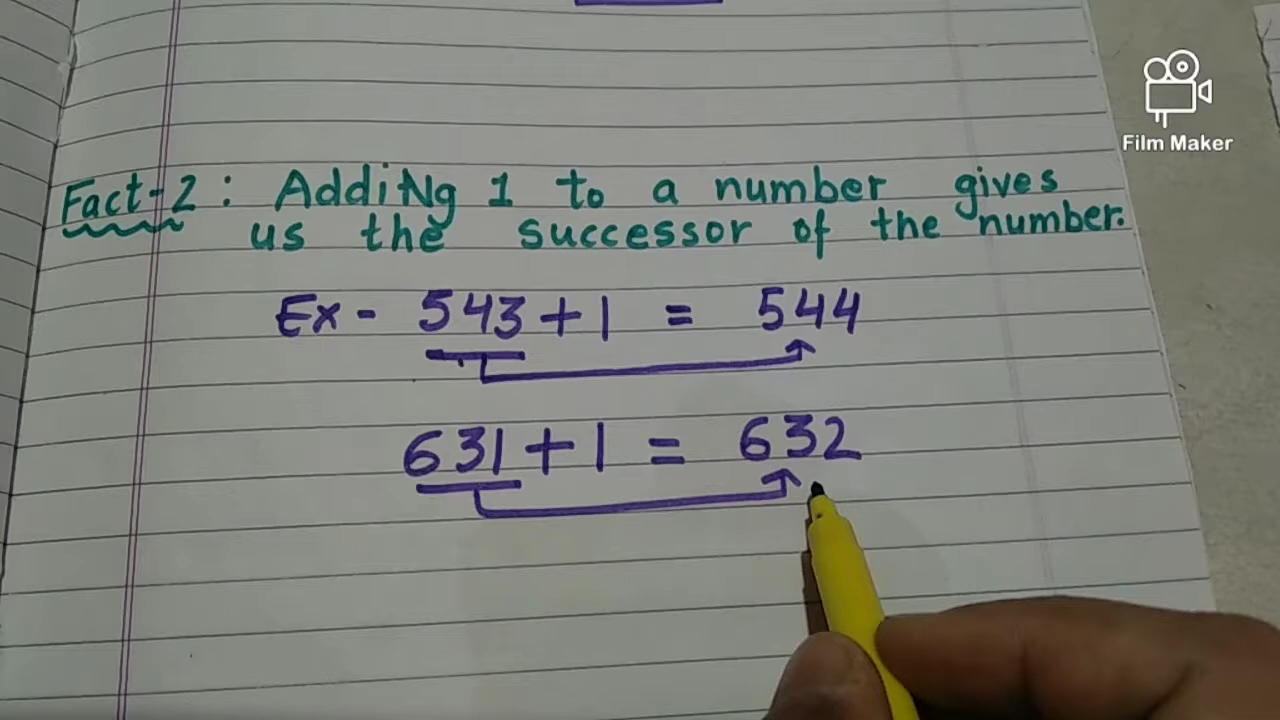 Film Maker
Fact-2: AddiNg 1 to a number gives
us the successor of the number.
Ex- 543+1 = 544
631+1 = 632